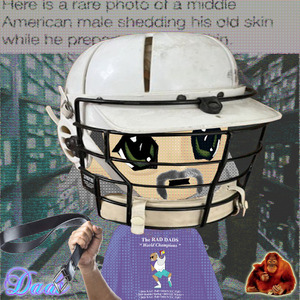 Here is a rare photo of a middle
American male shedding his old skin
while he
The RAD DADS
"World Champions"
Dad